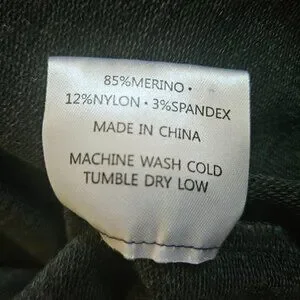 85%MERINO •
12%NYLON • 3%SPANDEX
MADE IN CHINA
MACHINE WASH COLD
TUMBLE DRY LOW